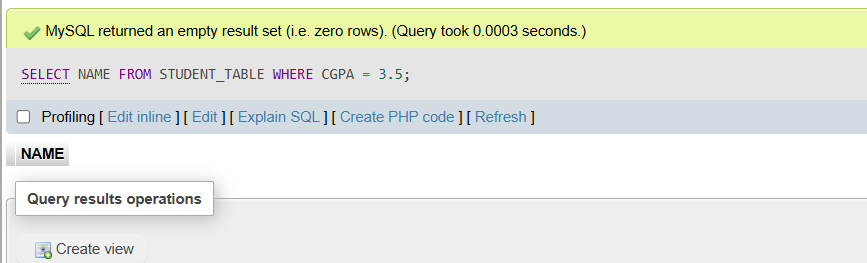 MySQL returned an empty result set (i.e. zero rows). (Query took 0.0003 seconds.)
SELECT NAME FROM STUDENT_TABLE WHERE CGPA = 3.5;
Profiling [ Edit inline ] [ Edit ] [ Explain SQL ] [ Create PHP code ] [ Refresh ]
NAME
Query results operations
Create view